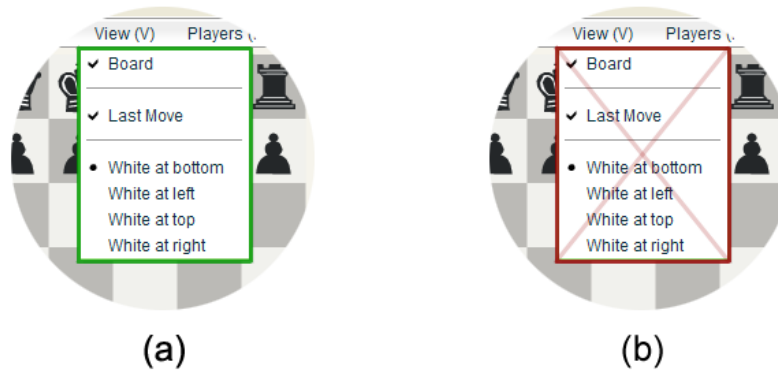 View (V) Players (.
Board
Last Move
White at bottom
White at left
White at top
White at right
(a)
View (V) Players (.
Board
Last Move
White at bottom
White at left
White at top
White at right
(b)